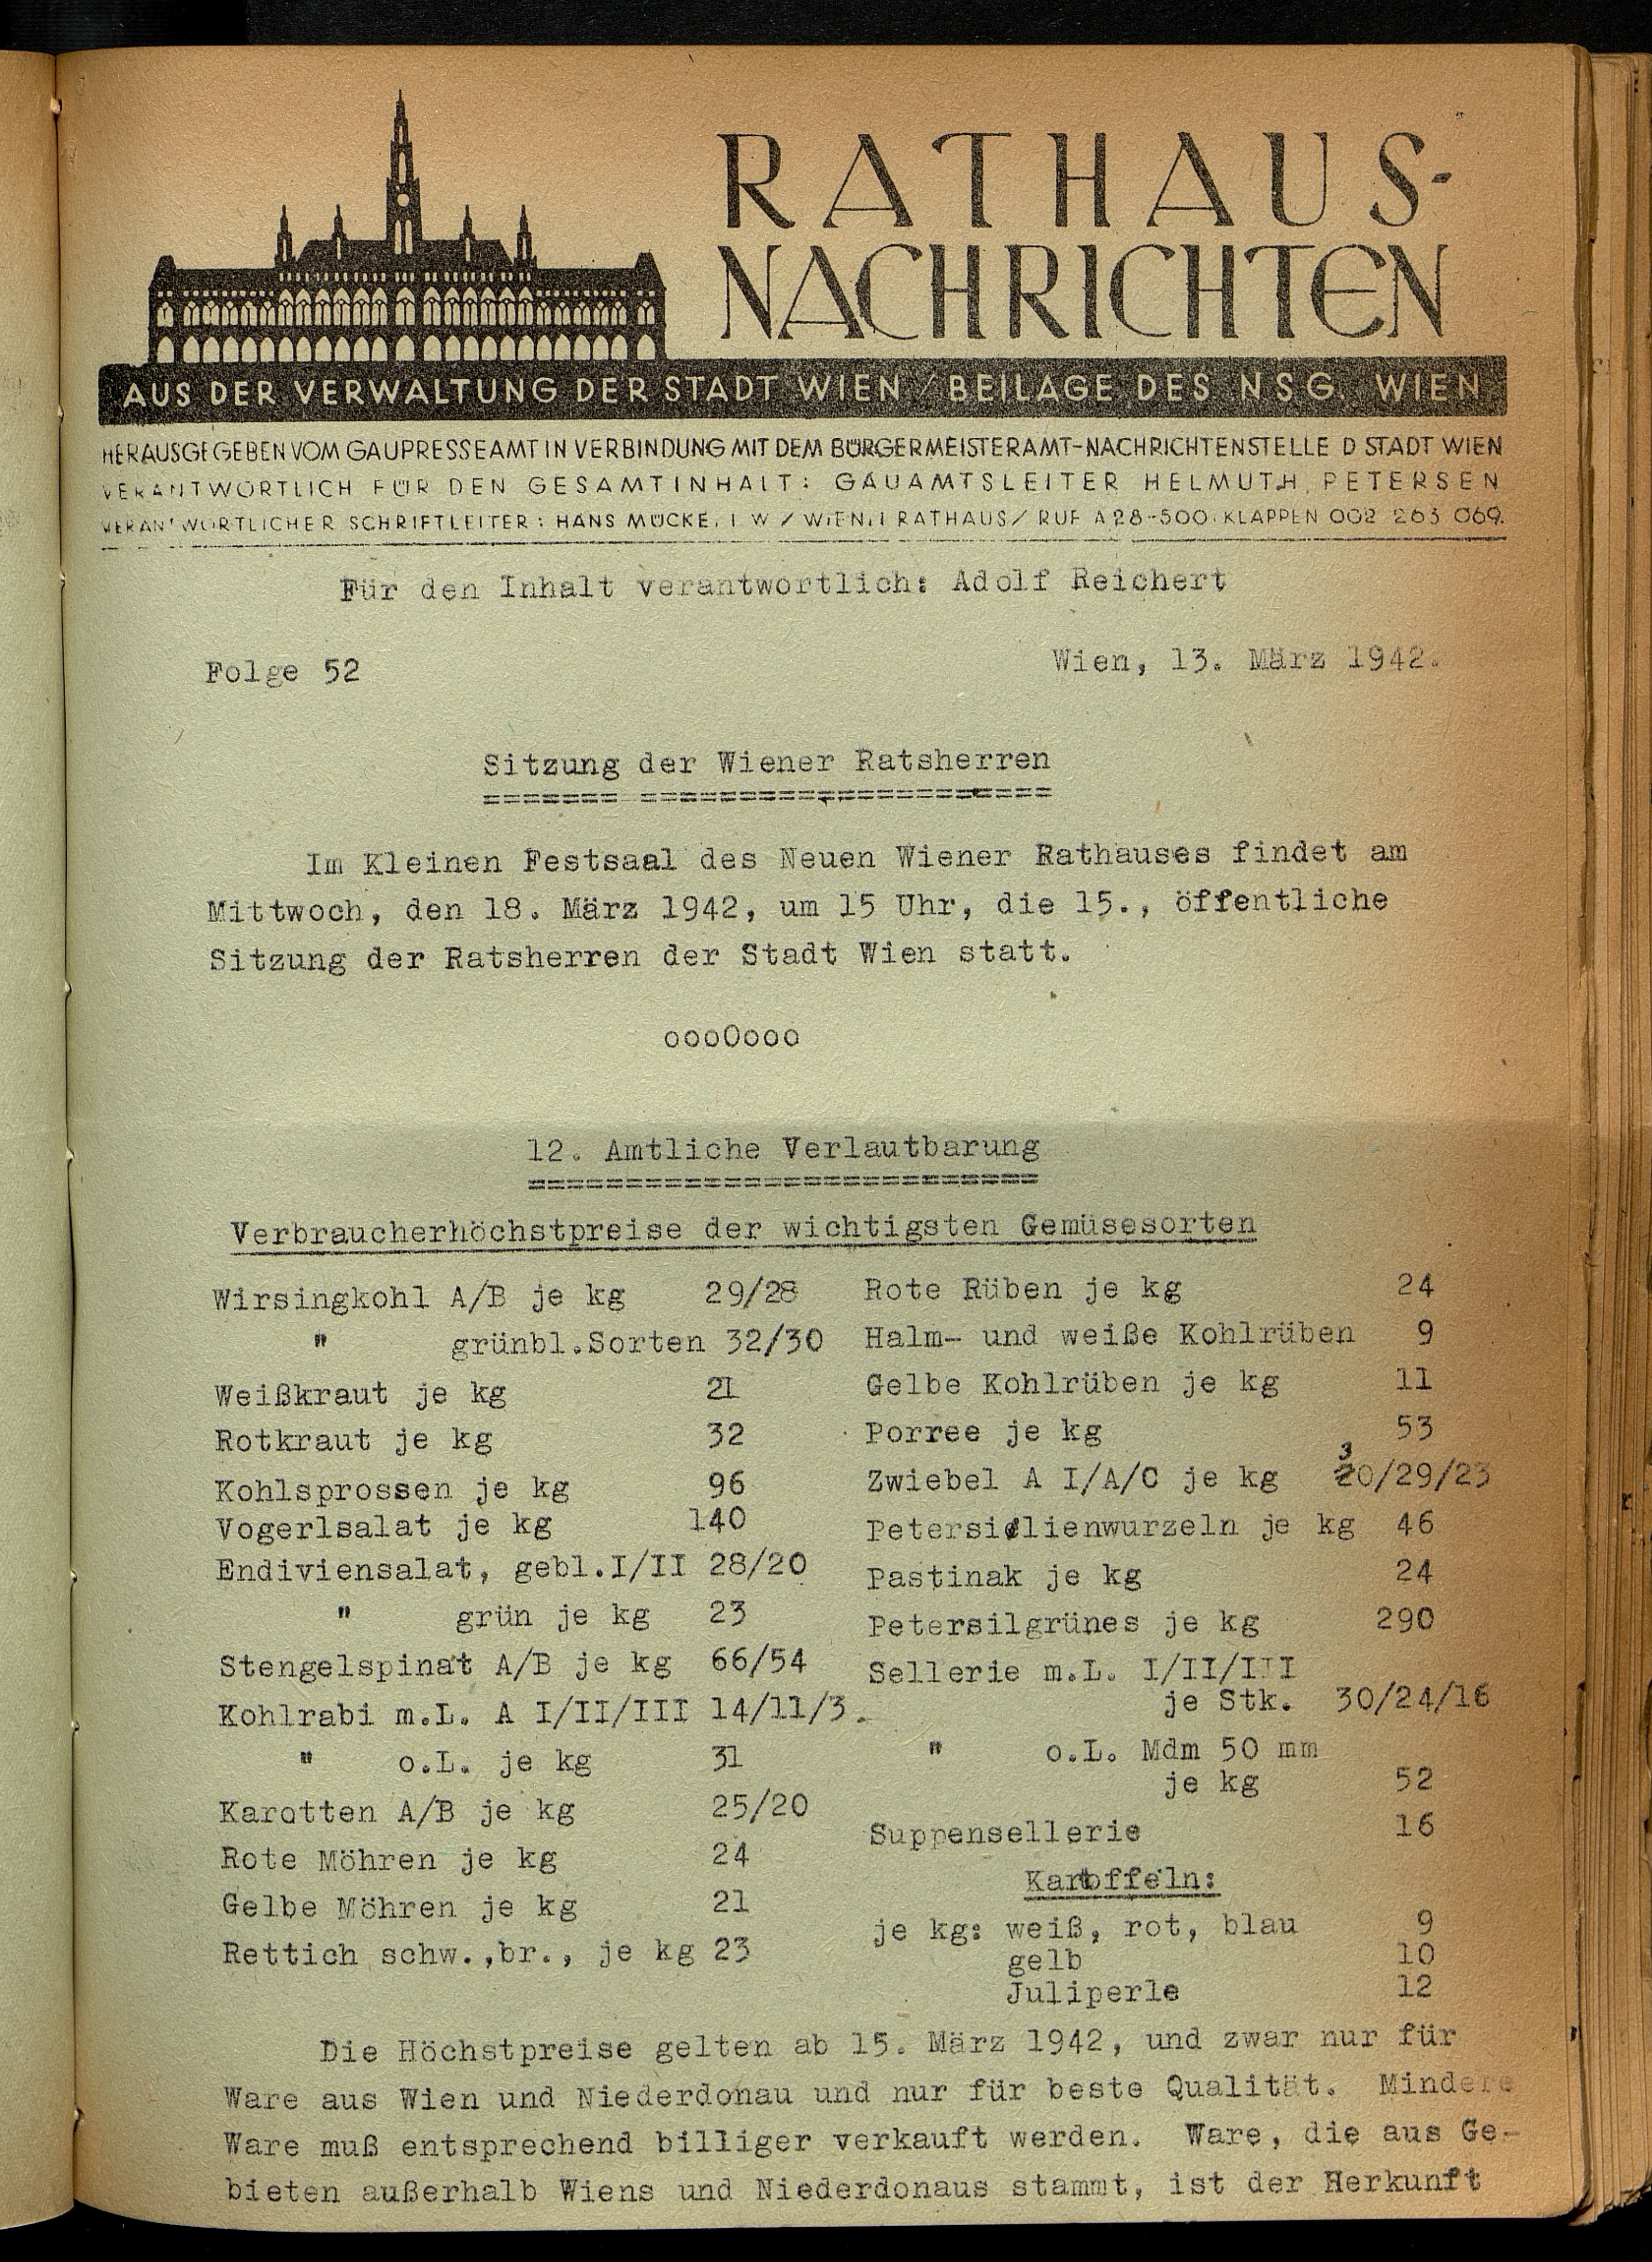 RATHAUS-
NACHRICHTEN
AUS DER VERWALTUNG DER STADT WIEN / BEILAGE DES NSG. WIEN
HERAUSGEGEBEN VOM GAUPRESSEAMT IN VERBINDUNG MIT DEM BÜRGERMEISTERAMT-NACHRICHTENSTELLE D STADT WIEN
VERANTWORTLICH FÜR DEN GESAMTINHALT: GAUAMTSLEITER HELMUTH PETERSEN
VERANTWORTLICHER SCHRIFTLEITER: HANS MÜCKE, I W / WIEN, I RATHAUS / RUF A 28-500 KLAPPEN 002 263 069.
Für den Inhalt verantwortlich: Adolf Reichert
Folge 52
Wien, 13. März 1942.
Sitzung der Wiener Ratsherren
Im Kleinen Festsaal des Neuen Wiener Rathauses findet am
Mittwoch, den 18. März 1942, um 15 Uhr, die 15., öffentliche
Sitzung der Ratsherren der Stadt Wien statt.
oooOooo
12. Amtliche Verlautbarung
Verbraucherhöchstpreise der wichtigsten Gemüsesorten
Wirsingkohl A/B je kg 29/28
" grünbl.Sorten 32/30
Weißkraut je kg 21
Rotkraut je kg 32
Kohlsprossen je kg 96
Vogerlsalat je kg 140
Endiviensalat, gebl.I/II 28/20
" grün je kg 23
Stengelspinat A/B je kg 66/54
Kohlrabi m.L. A I/II/III 14/11/3.
" o.L. je kg 31
Karotten A/B je kg 25/20
Rote Möhren je kg 24
Gelbe Möhren je kg 21
Rettich schw.,br., je kg 23
Rote Rüben je kg 24
Halm- und weiße Kohlrüben 9
Gelbe Kohlrüben je kg 11
Porree je kg 53
Zwiebel A I/A/C je kg 30/29/23
Petersilienwurzeln je kg 46
Pastinak je kg 24
Petersilgrünes je kg 290
Sellerie m.L. I/II/III
je Stk. 30/24/16
" o.L. Mdm 50 mm
je kg 52
Suppensellerie 16
Kartoffeln:
je kg: weiß, rot, blau 9
gelb 10
Juliperle 12
Die Höchstpreise gelten ab 15. März 1942, und zwar nur für
Ware aus Wien und Niederdonau und nur für beste Qualität. Mindere
Ware muß entsprechend billiger verkauft werden. Ware, die aus Ge-
bieten außerhalb Wiens und Niederdonaus stammt, ist der Herkunft